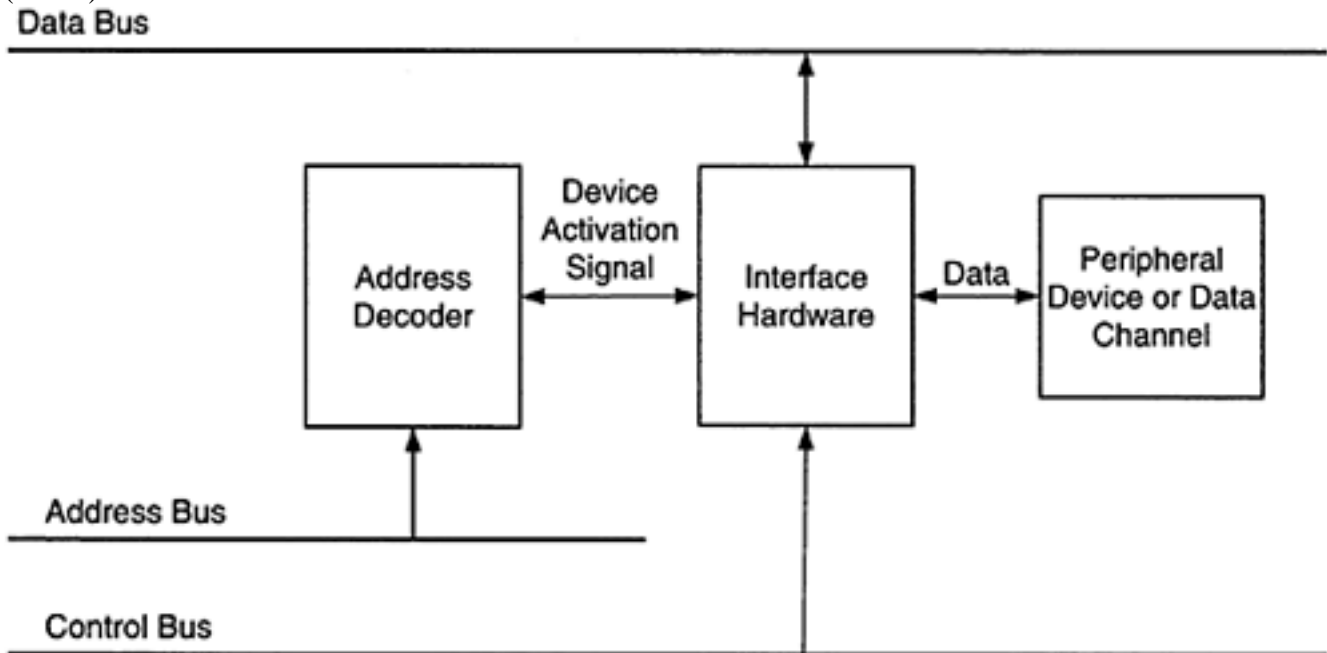 Data Bus
Device
Activation
Signal
Address
Decoder
Interface
Hardware
Data
Peripheral
Device or Data
Channel
Address Bus
Control Bus